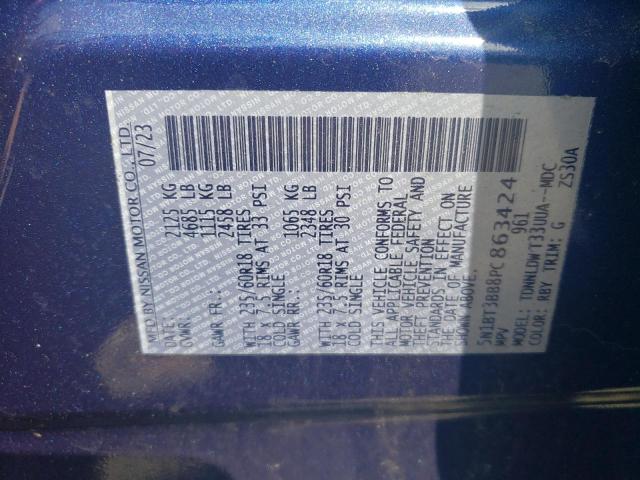 MFD BY NISSAN MOTOR CO., LTD.
DATE: 07/23
GVWR: 2125 KG
4685 LB
GAWR FR: 1115 KG
2458 LB
WITH 235/60R18 TIRES
18 x 7.5 RIMS AT 33 PSI
COLD SINGLE
GAWR RR: 1065 KG
2348 LB
WITH 235/60R18 TIRES
18 x 7.5 RIMS AT 30 PSI
COLD SINGLE
THIS VEHICLE CONFORMS TO
ALL APPLICABLE FEDERAL
MOTOR VEHICLE SAFETY AND
THEFT PREVENTION
STANDARDS IN EFFECT ON
THE DATE OF MANUFACTURE
SHOWN ABOVE.
5N1BT3BB8PC863424
MPV 961
MODEL: TDNNLDWT33UUA--MDC
COLOR: RBY TRIM: G ZS30A